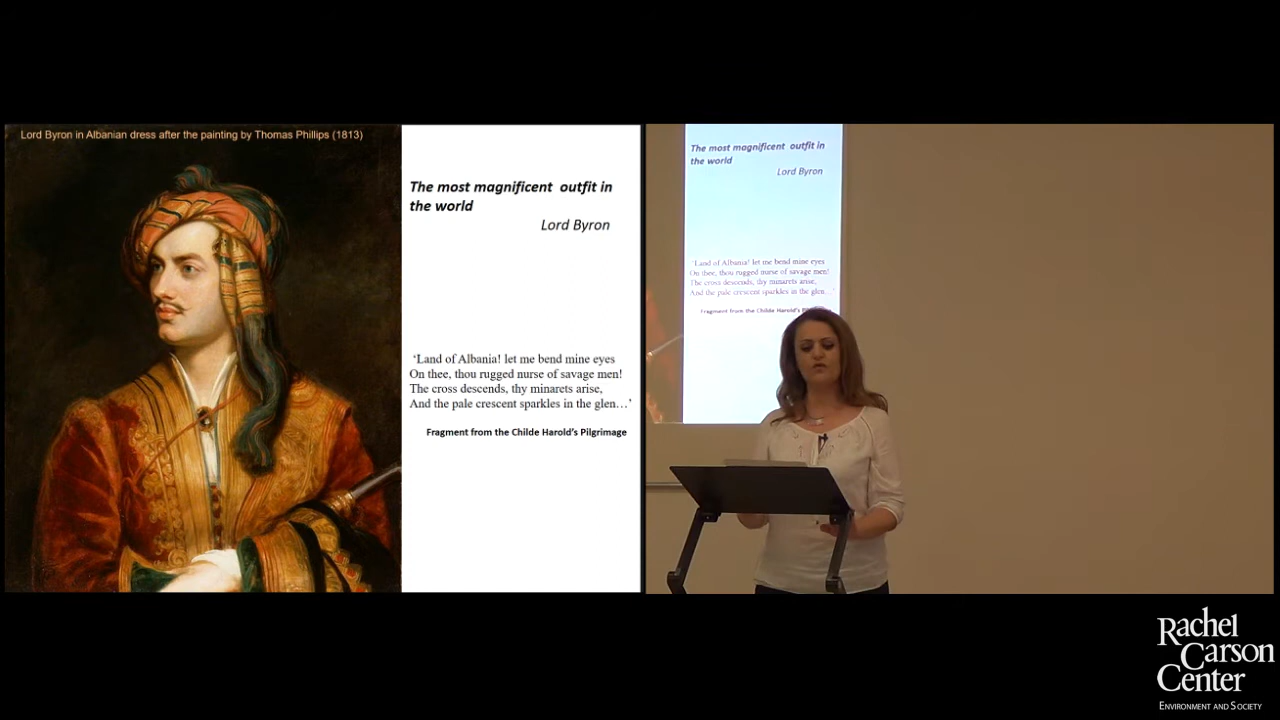 Lord Byron in Albanian dress after the painting by Thomas Phillips (1813)
The most magnificent outfit in
the world
Lord Byron
‘Land of Albania! let me bend mine eyes
On thee, thou rugged nurse of savage men!
The cross descends, thy minarets arise,
And the pale crescent sparkles in the glen…’
Fragment from the Childe Harold's Pilgrimage
The most magnificent outfit in
the world
Lord Byron
‘Land of Albania! let me bend mine eyes
On thee, thou rugged nurse of savage men!
The cross descends, thy minarets arise,
And the pale crescent sparkles in the glen…’
Fragment from the Childe Harold's
Rachel
Carson
Center
Environment and Society